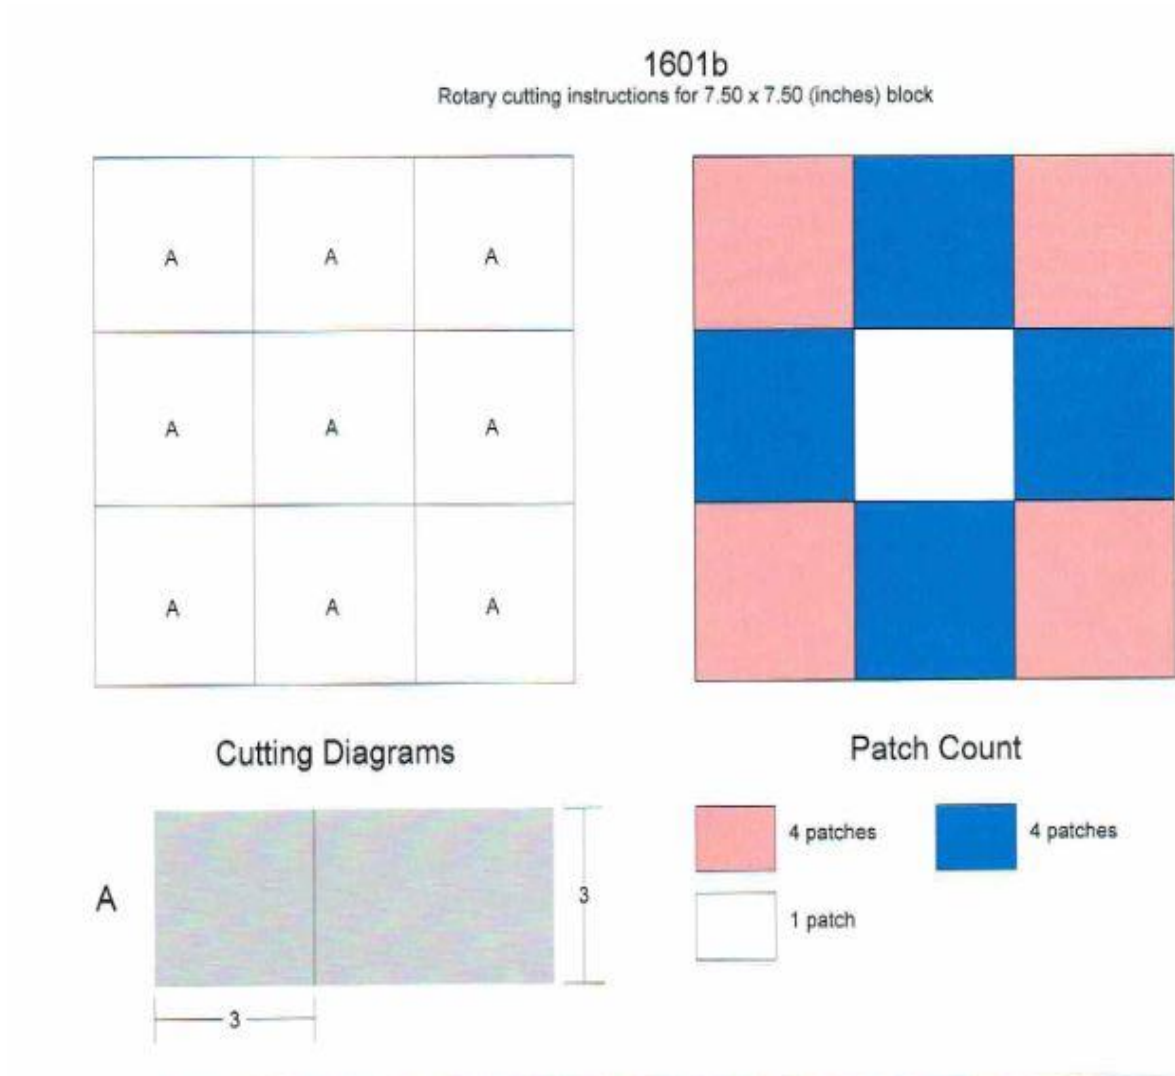 1601b
Rotary cutting instructions for 7.50 x 7.50 (inches) block
A A A
A A A
A A A
Cutting Diagrams
Patch Count
4 patches
4 patches
A
3
1 patch
3